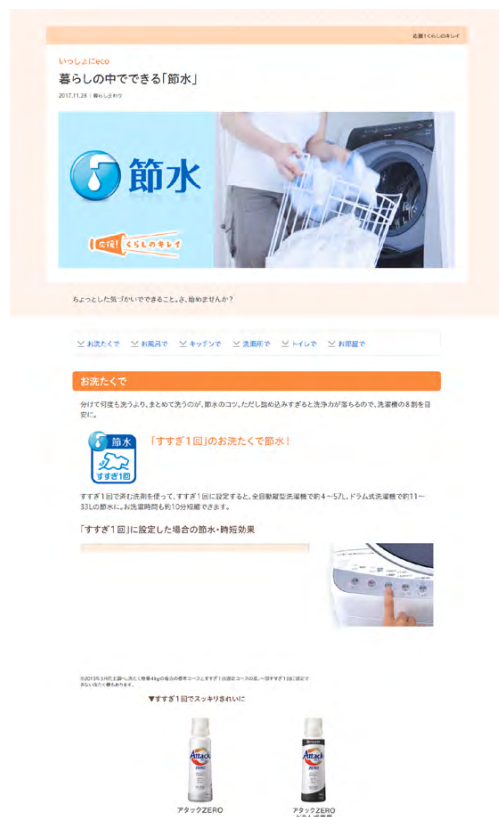 応援!くらしのキレイ
いっしょにeco
暮らしの中でできる「節水」
2017.11.28 | 暮らしまわり
節水
応援! くらしのキレイ
ちょっとした気づかいでできること。さ、始めませんか?
お洗たくで お風呂で キッチンで 洗面所で トイレで お部屋で
お洗たくで
分けて何度も洗うより、まとめて洗うのが、節水のコツ。ただし詰め込みすぎると洗浄力が落ちるので、洗濯機の8割を目
安に。
節水
すすぎ1回
「すすぎ1回」のお洗たくで節水!
すすぎ1回で済む洗剤を使って、すすぎ1回に設定すると、全自動縦型洗濯機で約4~57L、ドラム式洗濯機で約11~
33Lの節水に。お洗濯時間も約10分短縮できます。
「すすぎ1回」に設定した場合の節水・時短効果
▼すすぎ1回でスッキリきれいに
Attack
ZERO
Attack
ZERO
アタックZERO
アタックZERO
ドラム式専用